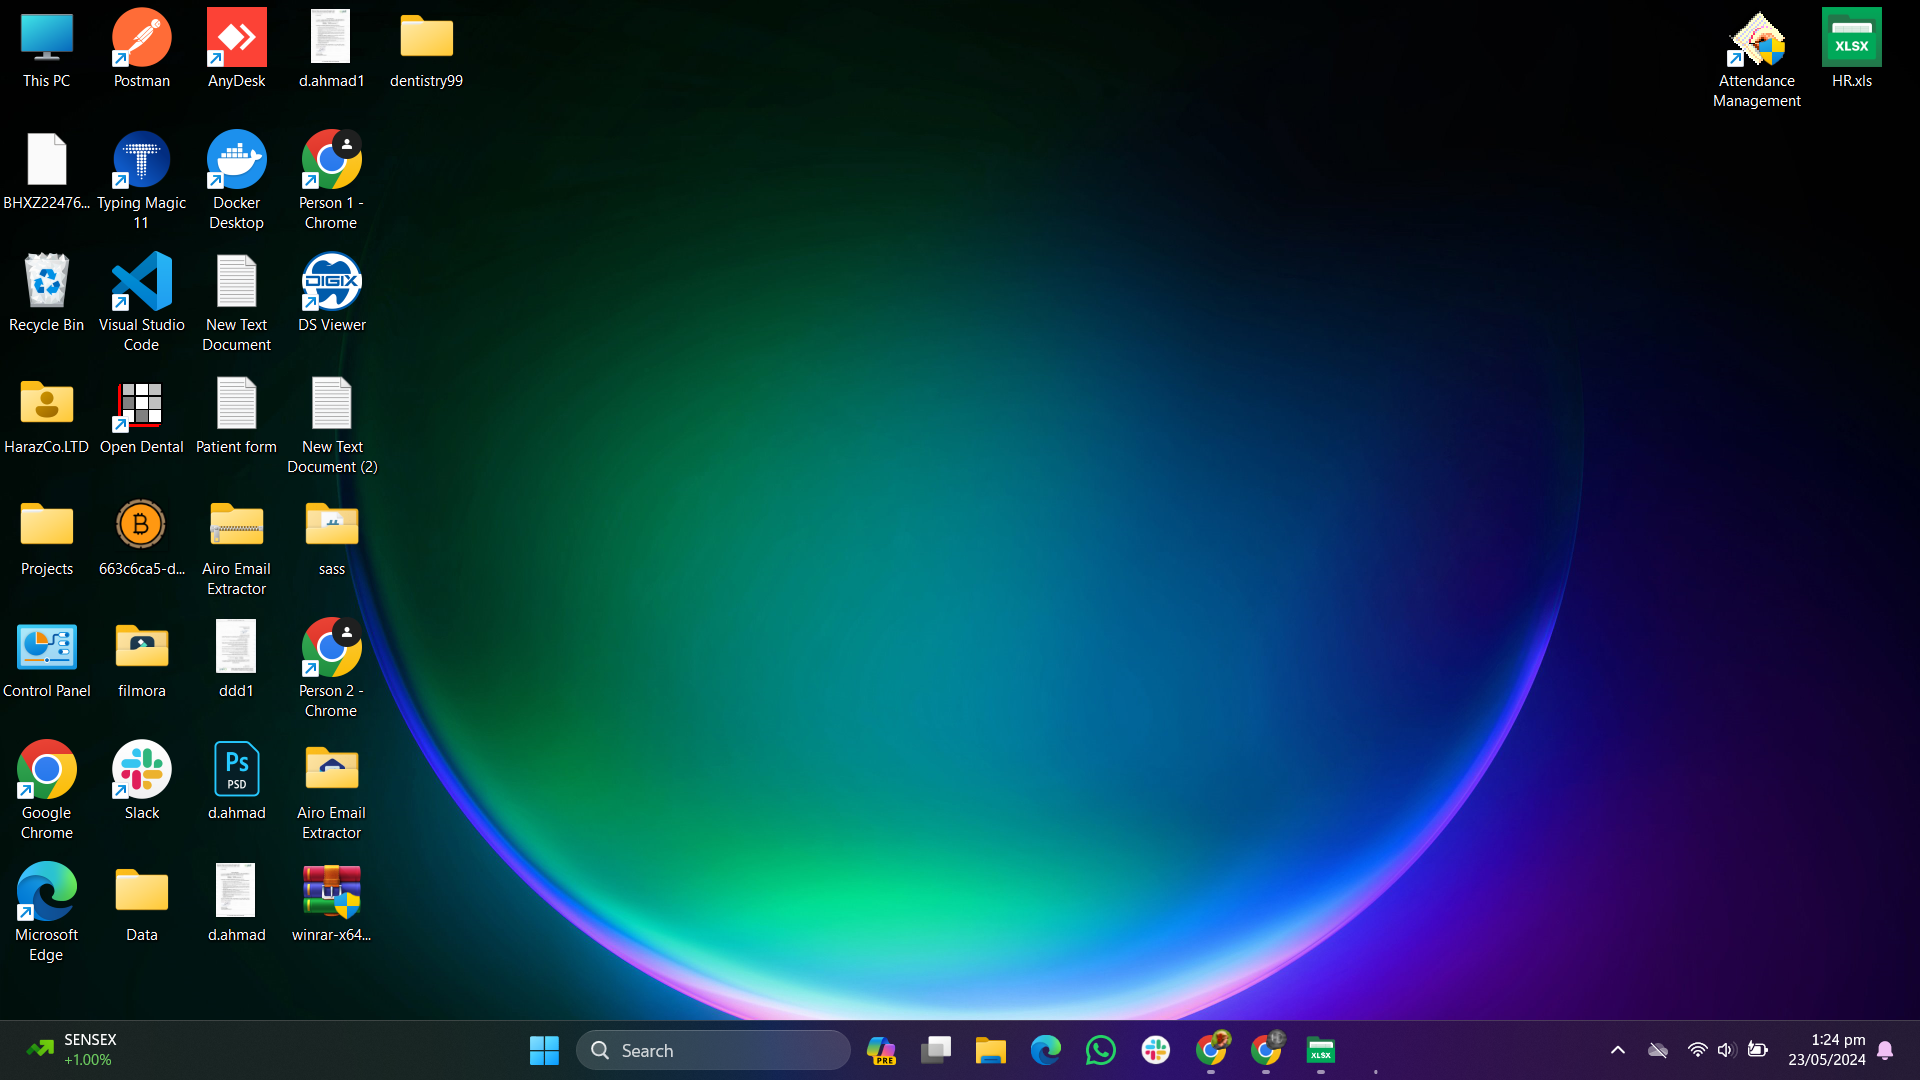 This PC
Postman
AnyDesk
d.ahmad1
dentistry99
Attendance
Management
XLSX
HR.xls
BHXZ22476...
Typing Magic
11
Docker
Desktop
Person 1 -
Chrome
Recycle Bin
Visual Studio
Code
New Text
Document
DIGIX
DS Viewer
HarazCo.LTD
Open Dental
Patient form
New Text
Document (2)
Projects
663c6ca5-d...
Airo Email
Extractor
sass
Control Panel
filmora
ddd1
Person 2 -
Chrome
Google
Chrome
Slack
Ps
PSD
d.ahmad
Airo Email
Extractor
Microsoft
Edge
Data
d.ahmad
winrar-x64...
SENSEX
+1.00%
Search
PRE
XLSX
1:24 pm
23/05/2024